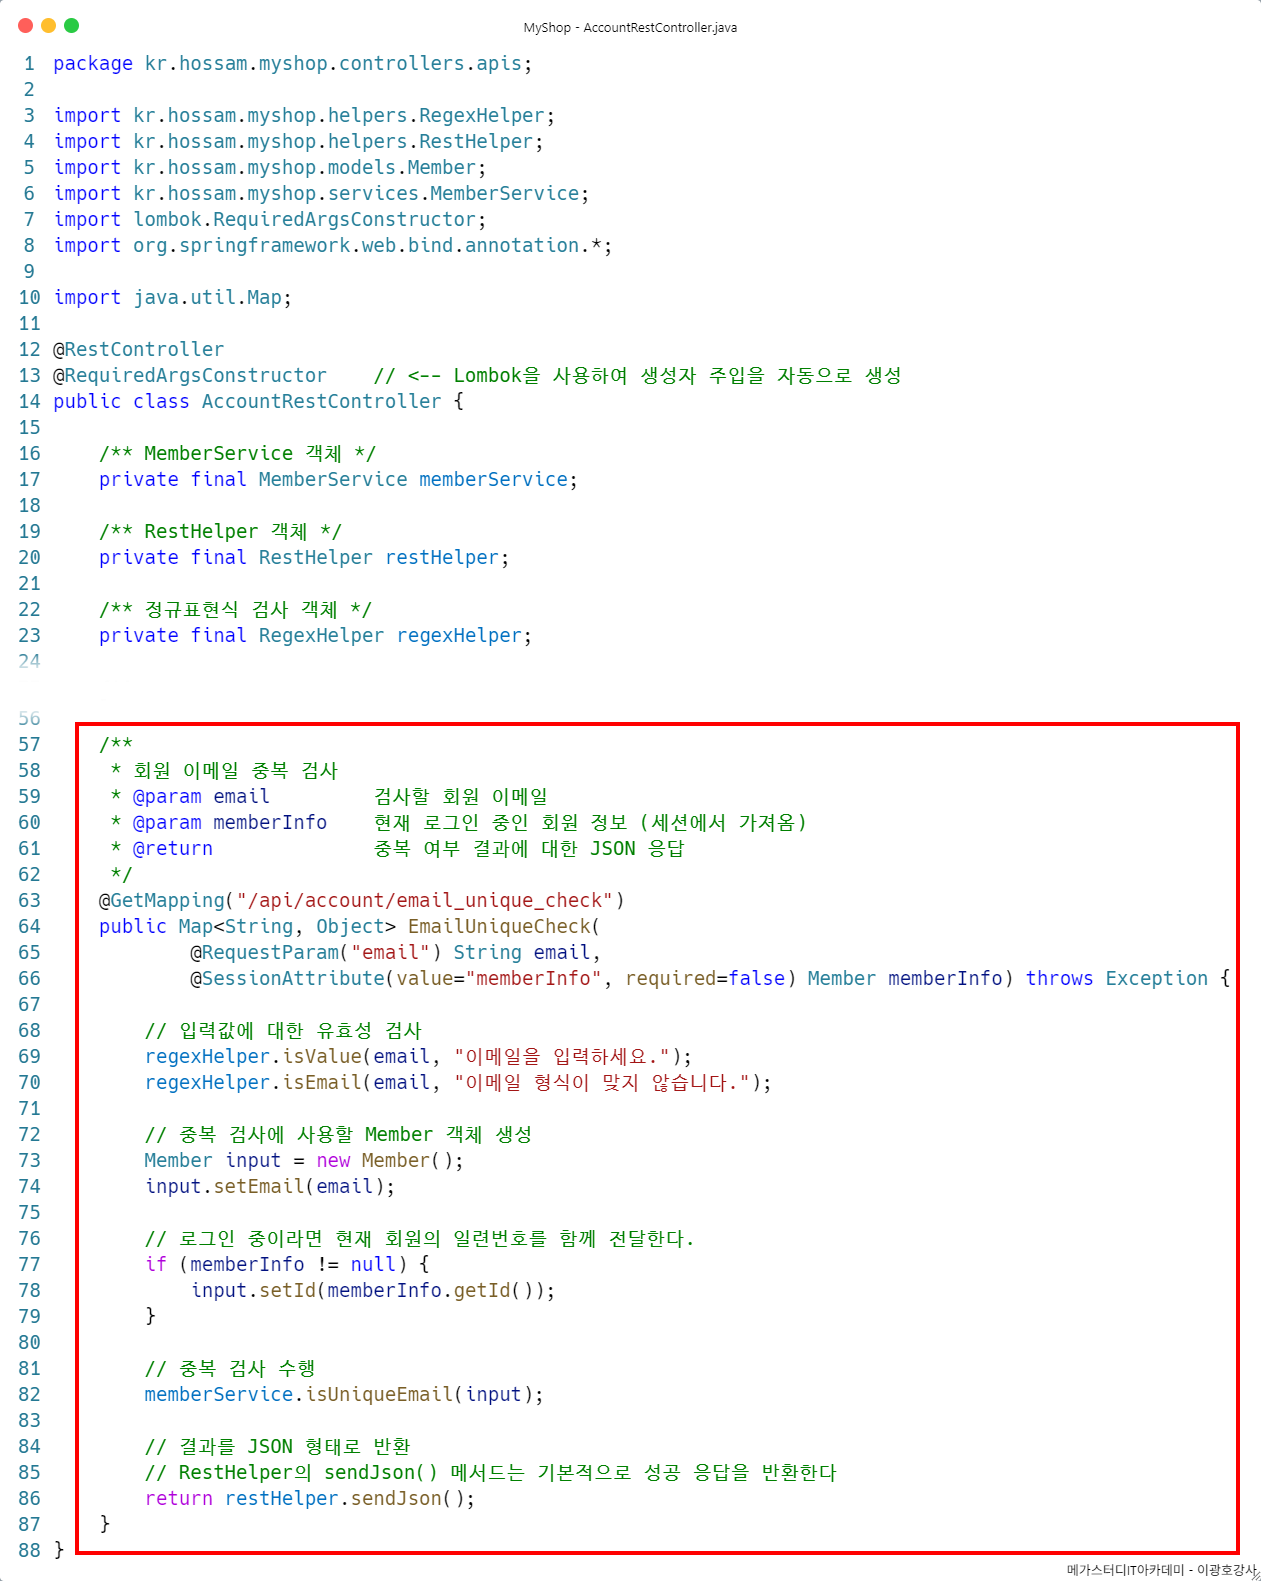 MyShop - AccountRestController.java
1 package kr.hossam.myshop.controllers.apis;
2
3 import kr.hossam.myshop.helpers.RegexHelper;
4 import kr.hossam.myshop.helpers.RestHelper;
5 import kr.hossam.myshop.models.Member;
6 import kr.hossam.myshop.services.MemberService;
7 import lombok.RequiredArgsConstructor;
8 import org.springframework.web.bind.annotation.*;
9
10 import java.util.Map;
11
12 @RestController
13 @RequiredArgsConstructor    // <-- Lombok을 사용하여 생성자 주입을 자동으로 생성
14 public class AccountRestController {
15
16     /** MemberService 객체 */
17     private final MemberService memberService;
18
19     /** RestHelper 객체 */
20     private final RestHelper restHelper;
21
22     /** 정규표현식 검사 객체 */
23     private final RegexHelper regexHelper;
24
56
57     /**
58      * 회원 이메일 중복 검사
59      * @param email         검사할 회원 이메일
60      * @param memberInfo    현재 로그인 중인 회원 정보 (세션에서 가져옴)
61      * @return              중복 여부 결과에 대한 JSON 응답
62      */
63     @GetMapping("/api/account/email_unique_check")
64     public Map<String, Object> EmailUniqueCheck(
65             @RequestParam("email") String email,
66             @SessionAttribute(value="memberInfo", required=false) Member memberInfo) throws Exception {
67
68         // 입력값에 대한 유효성 검사
69         regexHelper.isValue(email, "이메일을 입력하세요.");
70         regexHelper.isEmail(email, "이메일 형식이 맞지 않습니다.");
71
72         // 중복 검사에 사용할 Member 객체 생성
73         Member input = new Member();
74         input.setEmail(email);
75
76         // 로그인 중이라면 현재 회원의 일련번호를 함께 전달한다.
77         if (memberInfo != null) {
78             input.setId(memberInfo.getId());
79         }
80
81         // 중복 검사 수행
82         memberService.isUniqueEmail(input);
83
84         // 결과를 JSON 형태로 반환
85         // RestHelper의 sendJson() 메서드는 기본적으로 성공 응답을 반환한다
86         return restHelper.sendJson();
87     }
88 }
메가스터디IT아카데미 - 이광호강사